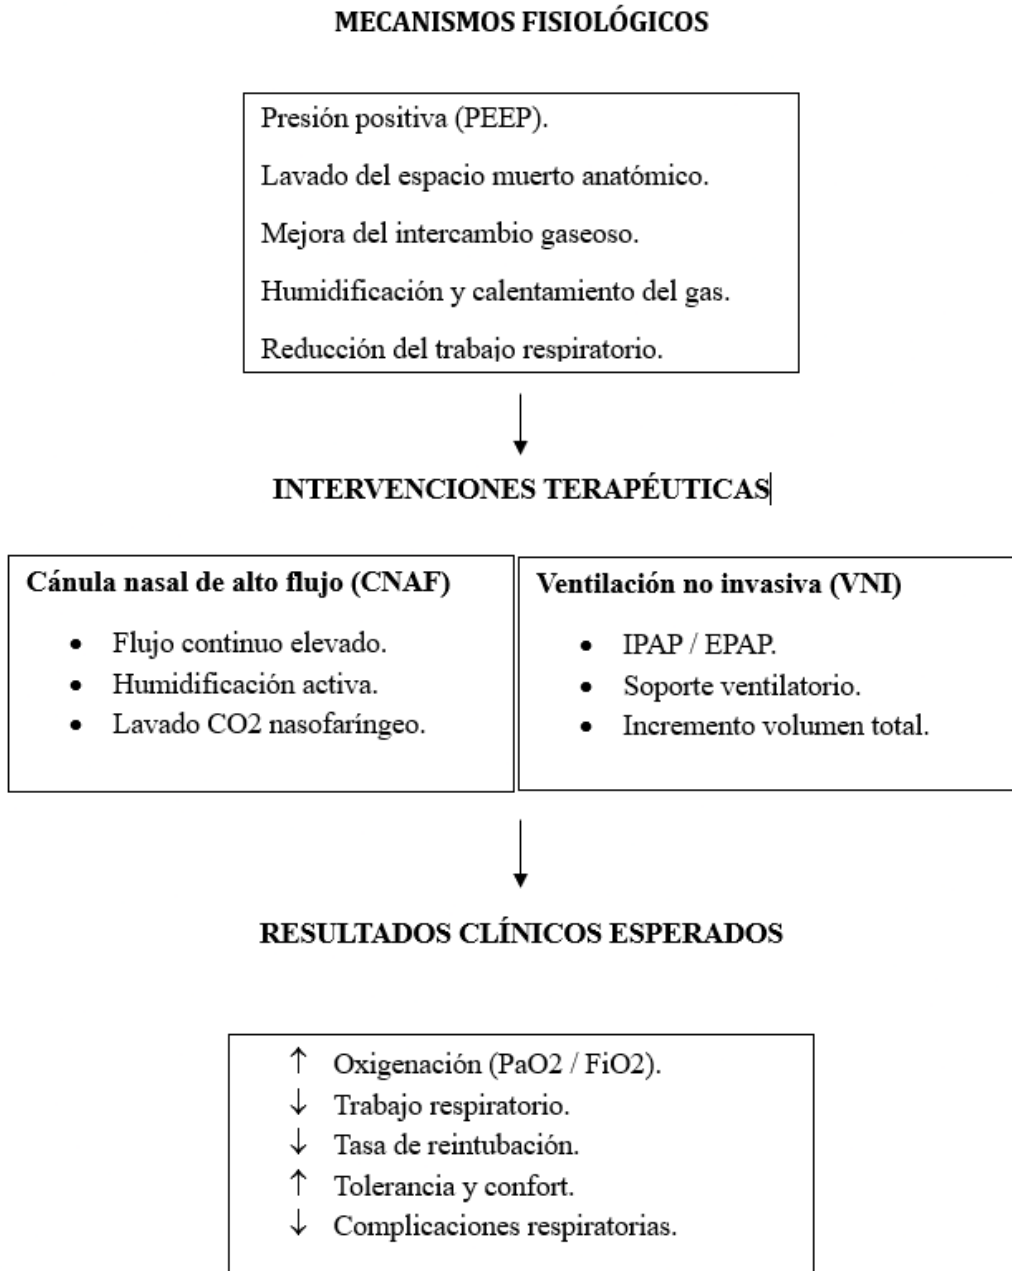 MECANISMOS FISIOLÓGICOS
Presión positiva (PEEP).
Lavado del espacio muerto anatómico.
Mejora del intercambio gaseoso.
Humidificación y calentamiento del gas.
Reducción del trabajo respiratorio.
INTERVENCIONES TERAPÉUTICAS
Cánula nasal de alto flujo (CNAF)
• Flujo continuo elevado.
• Humidificación activa.
• Lavado CO2 nasofaríngeo.
Ventilación no invasiva (VNI)
• IPAP / EPAP.
• Soporte ventilatorio.
• Incremento volumen total.
RESULTADOS CLÍNICOS ESPERADOS
↑ Oxigenación (PaO2 / FiO2).
↓ Trabajo respiratorio.
↓ Tasa de reintubación.
↑ Tolerancia y confort.
↓ Complicaciones respiratorias.